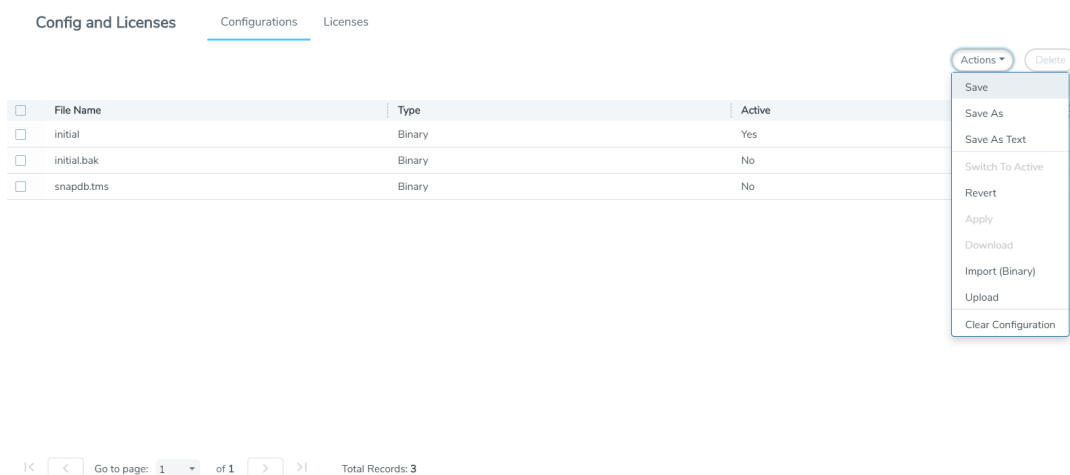 Config and Licenses Configurations Licenses
Actions Delete
Save
File Name Type Active
Save As
initial Binary Yes
Save As Text
initial.bak Binary No
Switch To Active
snapdb.tms Binary No
Revert
Apply
Download
Import (Binary)
Upload
Clear Configuration
Go to page: 1 of 1 Total Records: 3